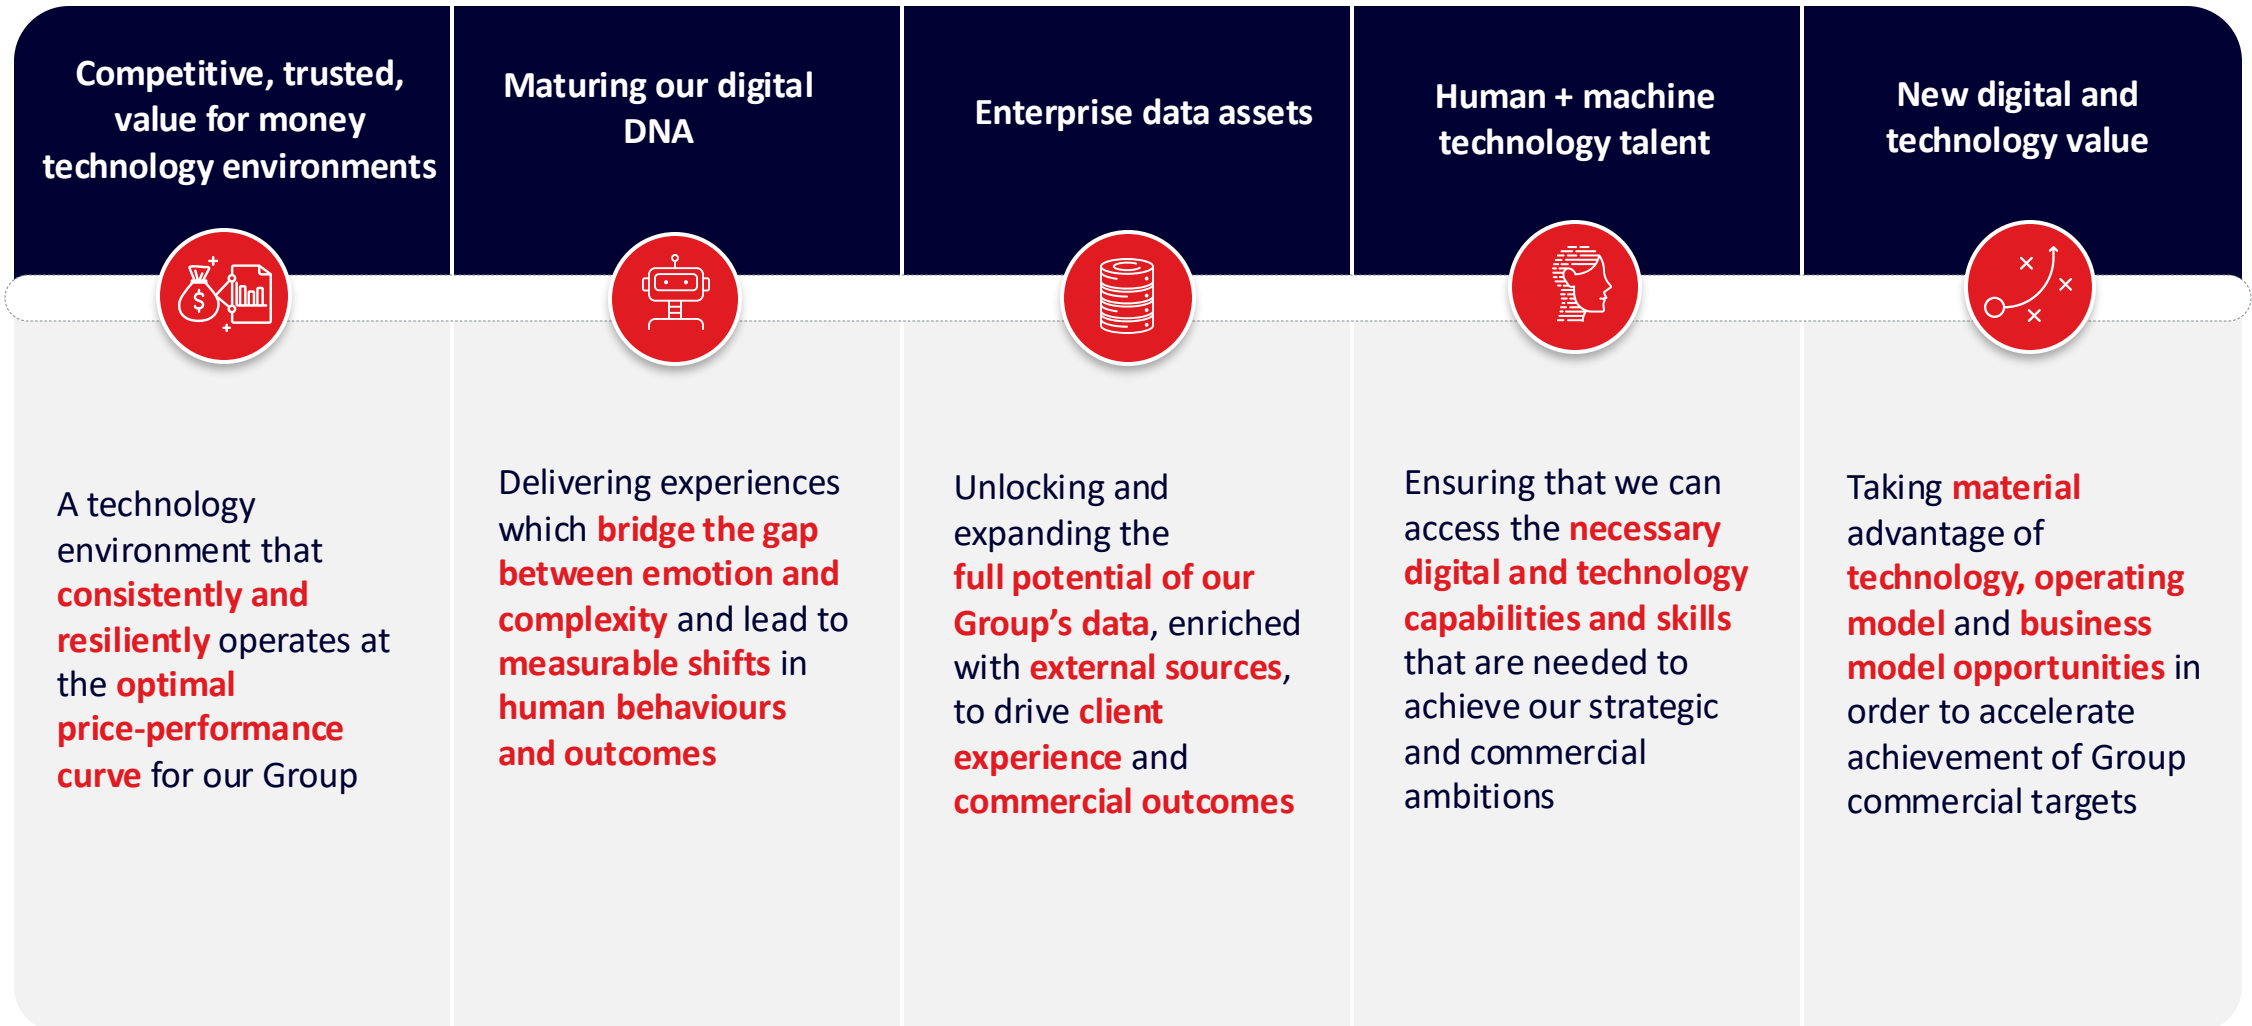 Competitive, trusted,
value for money
technology environments
Maturing our digital
DNA
Enterprise data assets
Human + machine
technology talent
New digital and
technology value
$
A technology
environment that
consistently and
resiliently operates at
the optimal
price-performance
curve for our Group
Delivering experiences
which bridge the gap
between emotion and
complexity and lead to
measurable shifts in
human behaviours
and outcomes
Unlocking and
expanding the
full potential of our
Group’s data, enriched
with external sources,
to drive client
experience and
commercial outcomes
Ensuring that we can
access the necessary
digital and technology
capabilities and skills
that are needed to
achieve our strategic
and commercial
ambitions
Taking material
advantage of
technology, operating
model and business
model opportunities in
order to accelerate
achievement of Group
commercial targets